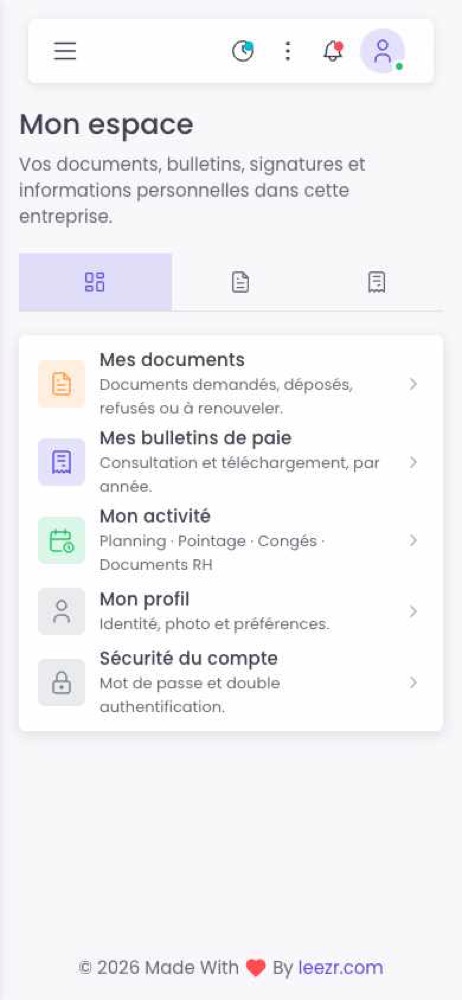 Mon espace
Vos documents, bulletins, signatures et
informations personnelles dans cette
entreprise.
Mes documents
Documents demandés, déposés,
refusés ou à renouveler.
Mes bulletins de paie
Consultation et téléchargement, par
année.
Mon activité
Planning · Pointage · Congés ·
Documents RH
Mon profil
Identité, photo et préférences.
Sécurité du compte
Mot de passe et double
authentification.
© 2026 Made With ❤ By leezr.com